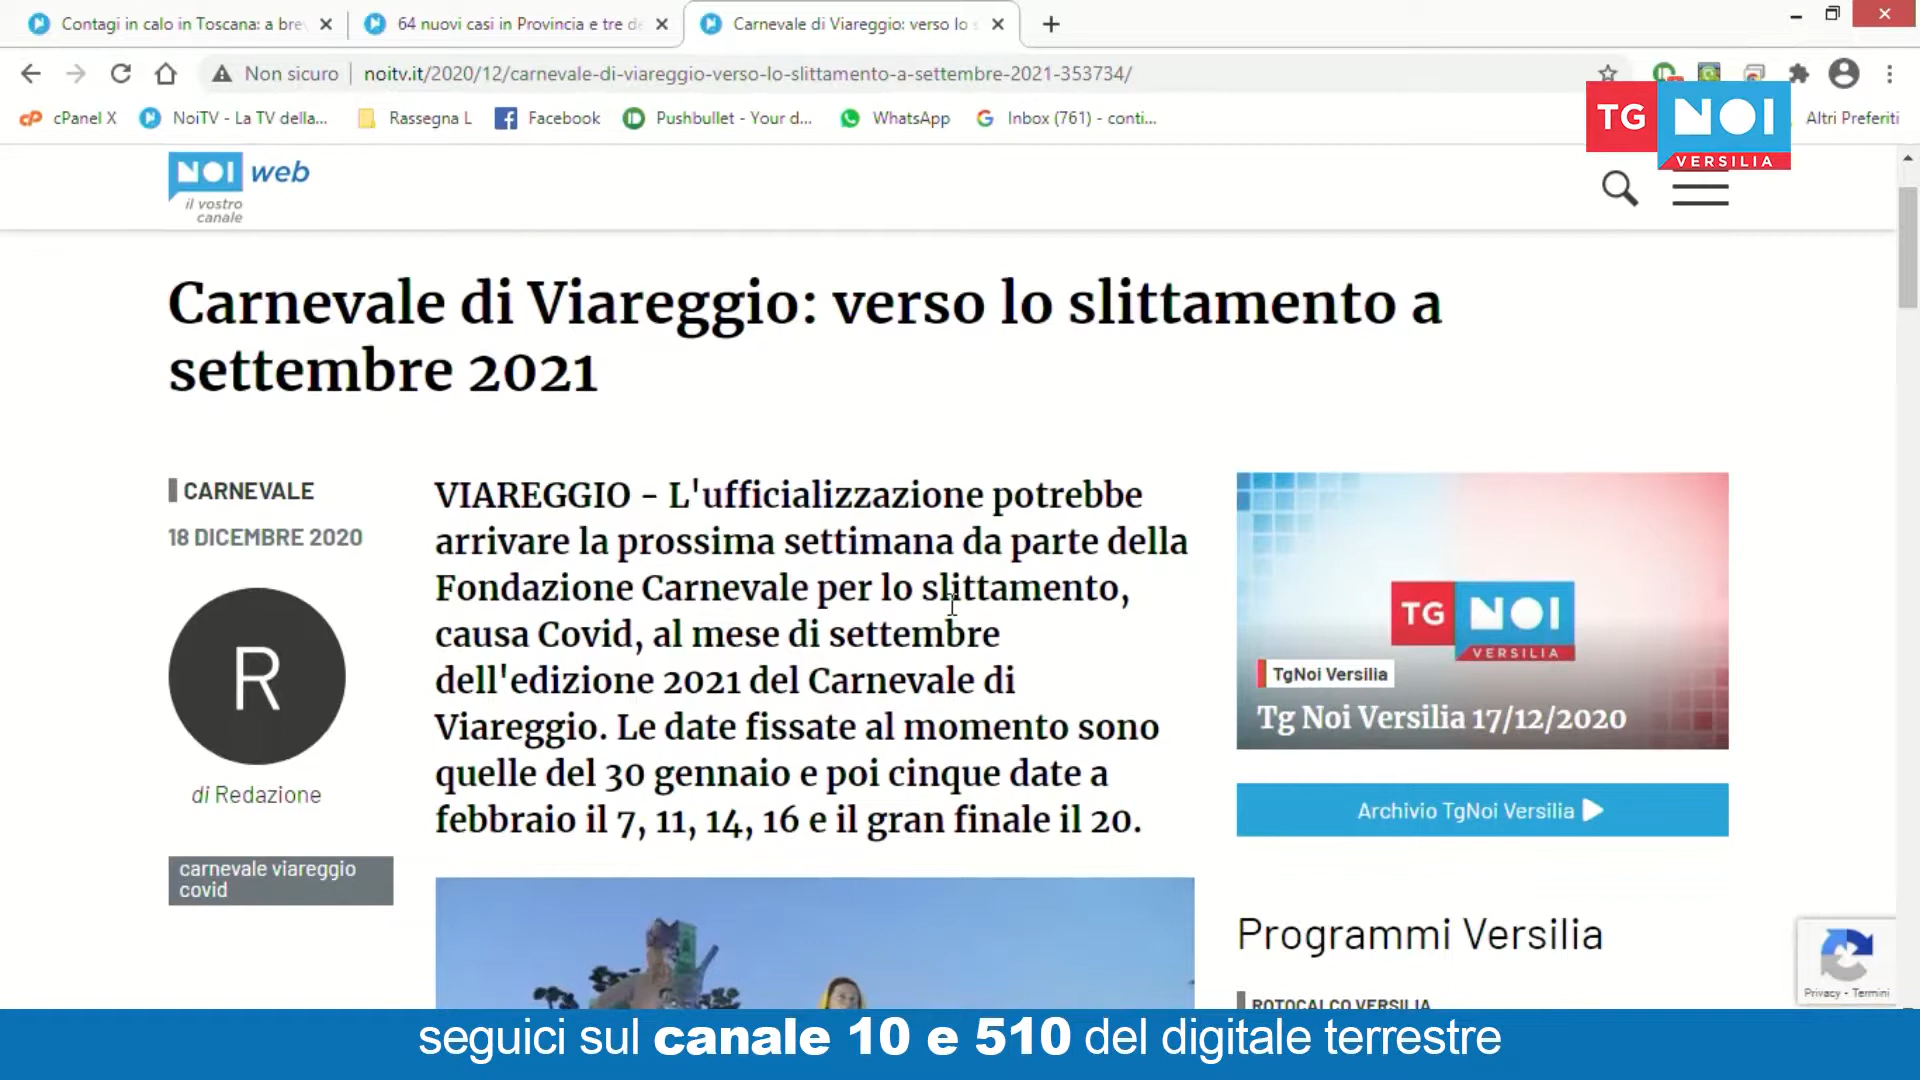 Contagi in calo in Toscana: a brev
64 nuovi casi in Provincia e tre de
Carnevale di Viareggio: verso lo s
Non sicuro
noitv.it/2020/12/carnevale-di-viareggio-verso-lo-slittamento-a-settembre-2021-353734/
cPanel X
NoiTV - La TV della...
Rassegna L
Facebook
Pushbullet - Your d...
WhatsApp
Inbox (761) - conti...
Altri Preferiti
TG NOI
VERSILIA
NOI web
il vostro
canale
Carnevale di Viareggio: verso lo slittamento a
settembre 2021
CARNEVALE
18 DICEMBRE 2020
R
di Redazione
carnevale viareggio
covid
VIAREGGIO - L'ufficializzazione potrebbe
arrivare la prossima settimana da parte della
Fondazione Carnevale per lo slittamento,
causa Covid, al mese di settembre
dell'edizione 2021 del Carnevale di
Viareggio. Le date fissate al momento sono
quelle del 30 gennaio e poi cinque date a
febbraio il 7, 11, 14, 16 e il gran finale il 20.
TG NOI
VERSILIA
TgNoi Versilia
Tg Noi Versilia 17/12/2020
Archivio TgNoi Versilia
Programmi Versilia
ROTOCALCO VERSILIA
Privacy - Termini
seguici sul canale 10 e 510 del digitale terrestre